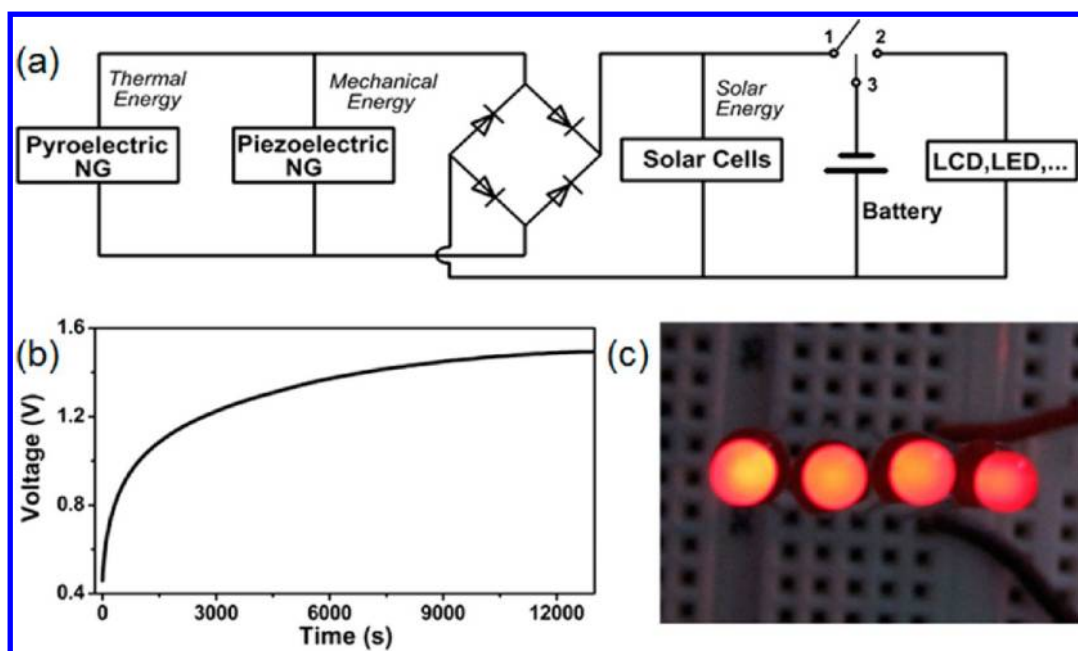 (a)
Thermal
Energy
Mechanical
Energy
Solar
Energy
1
2
3
Pyroelectric
NG
Piezoelectric
NG
Solar Cells
LCD,LED,...
Battery
(b)
Voltage (V)
1.6
1.2
0.8
0.4
0
3000
6000
9000
12000
Time (s)
(c)